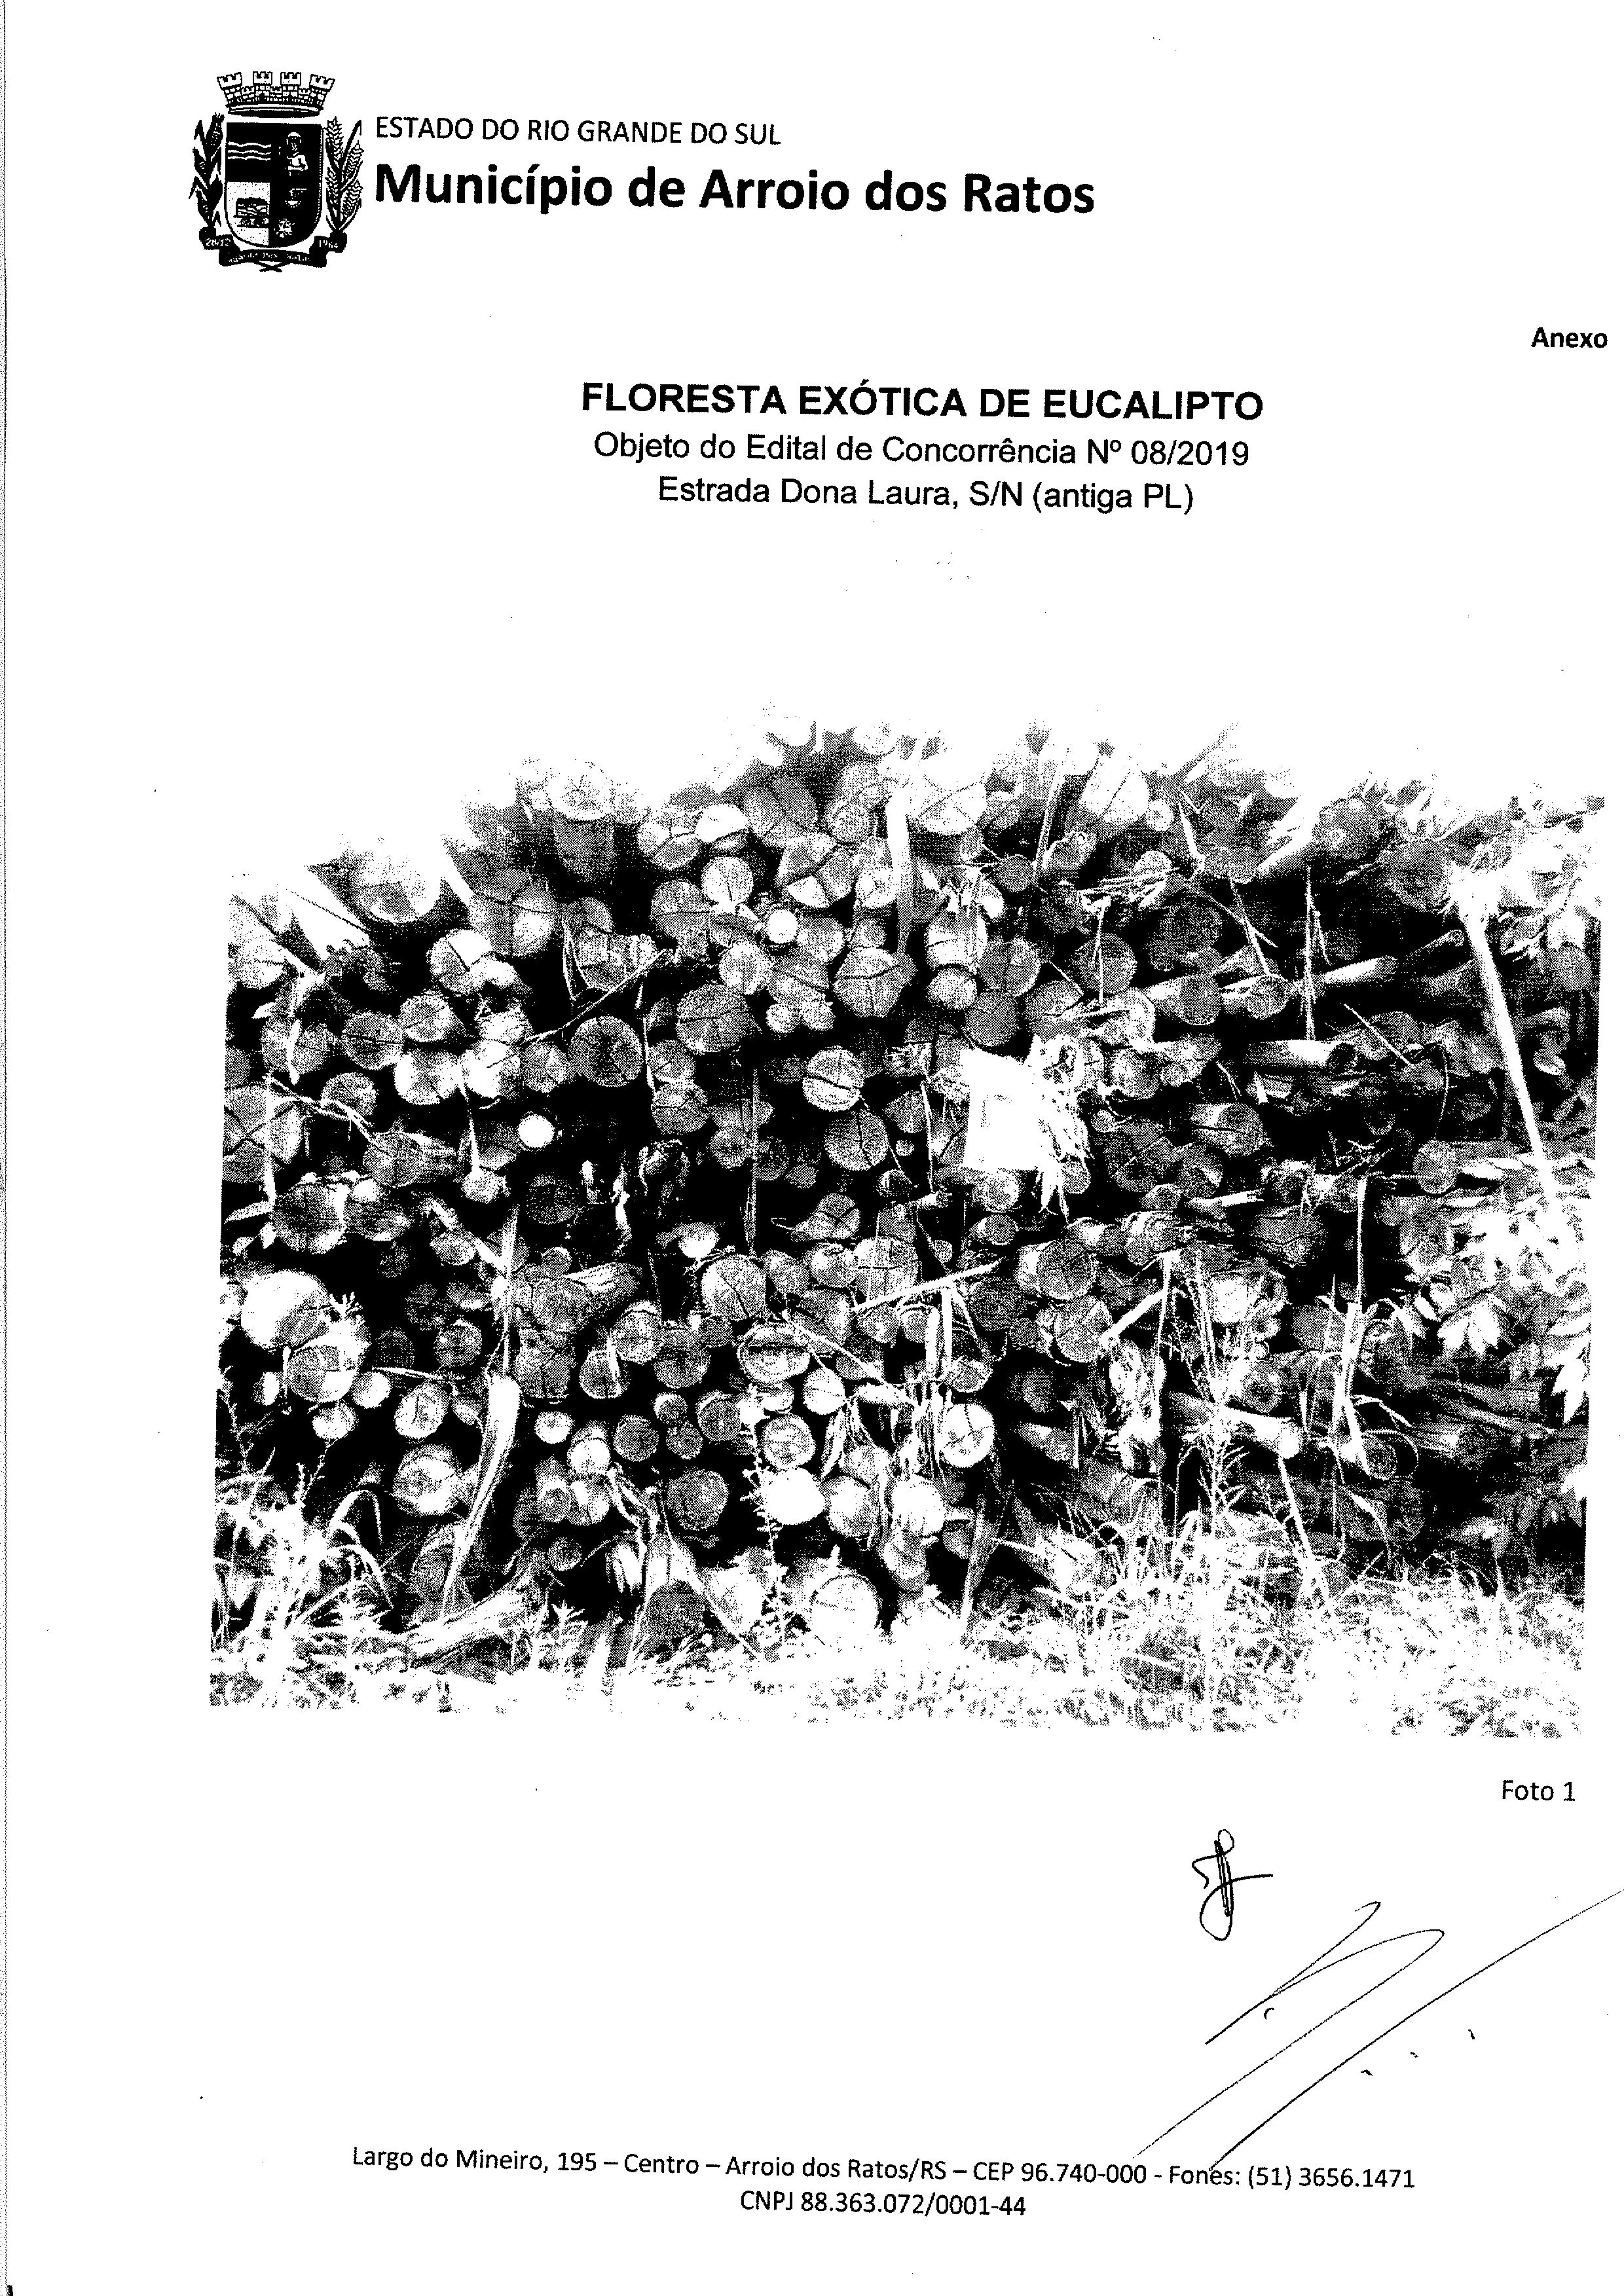 ESTADO DO RIO GRANDE DO SUL
Município de Arroio dos Ratos
Anexo
FLORESTA EXÓTICA DE EUCALIPTO
Objeto do Edital de Concorrência Nº 08/2019
Estrada Dona Laura, S/N (antiga PL)
Foto 1
Largo do Mineiro, 195 – Centro – Arroio dos Ratos/RS – CEP 96.740-000 - Fones: (51) 3656.1471
CNPJ 88.363.072/0001-44